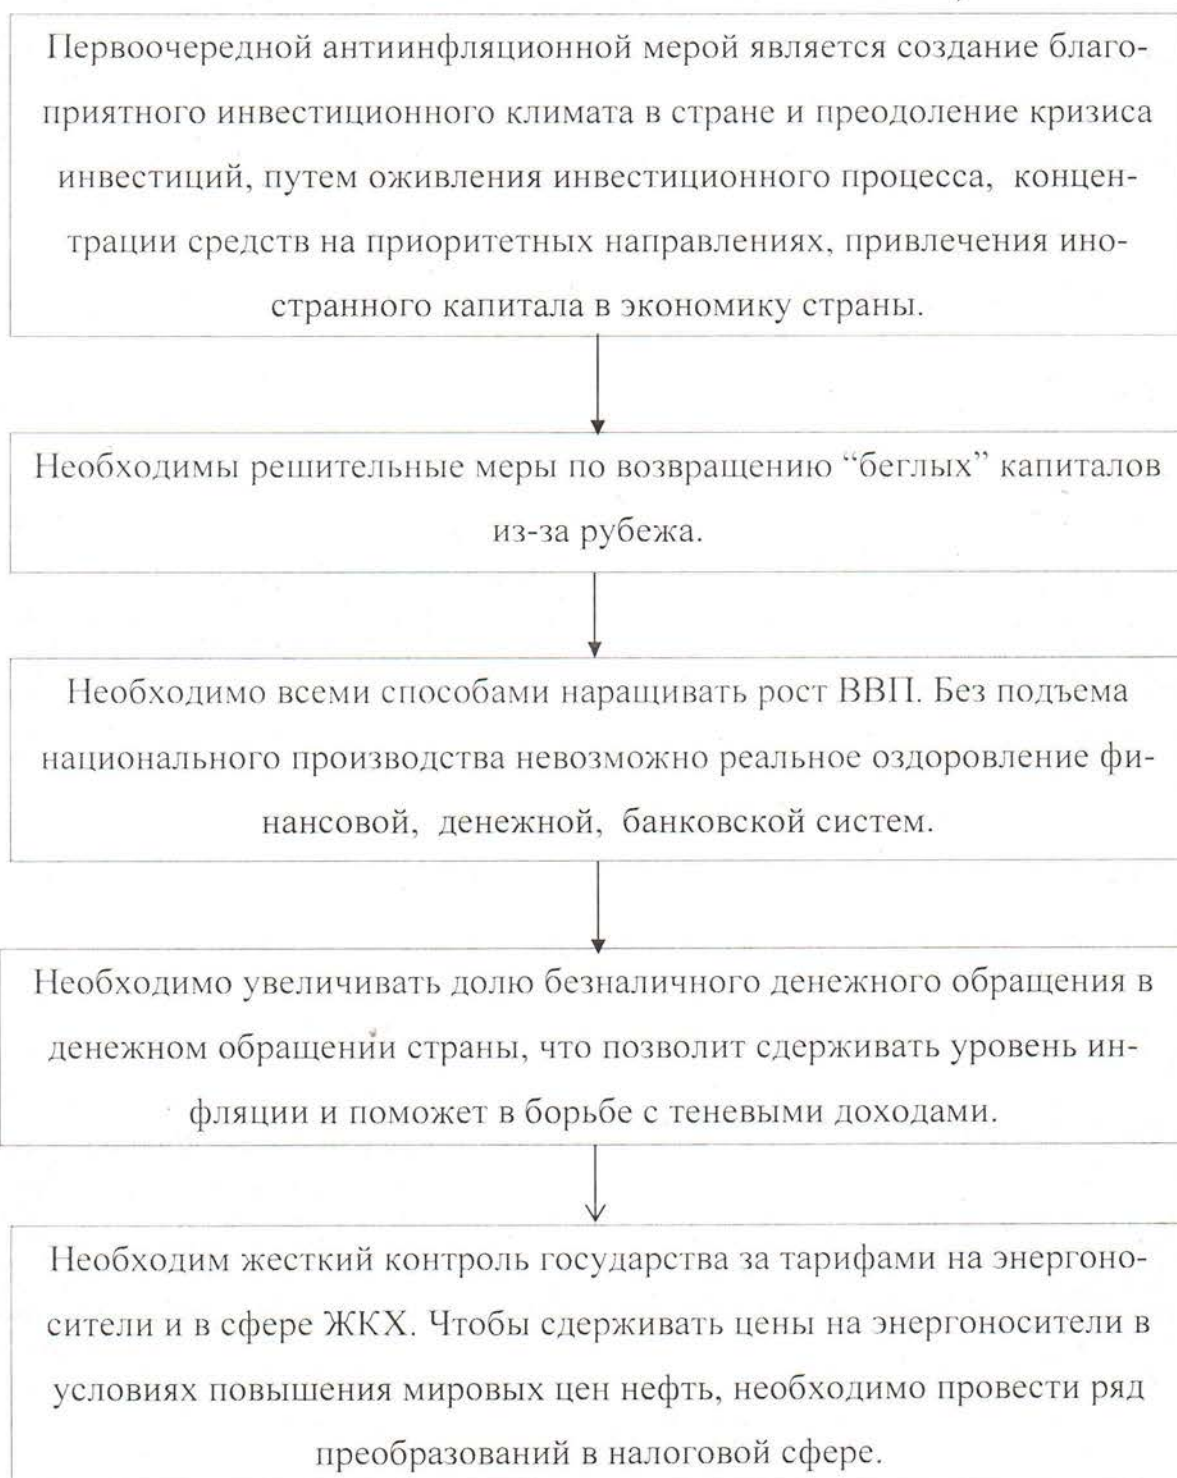 Первоочередной антиинфляционной мерой является создание благо-
приятного инвестиционного климата в стране и преодоление кризиса
инвестиций, путем оживления инвестиционного процесса, концен-
трации средств на приоритетных направлениях, привлечения ино-
странного капитала в экономику страны.
Необходимы решительные меры по возвращению “беглых” капиталов
из-за рубежа.
Необходимо всеми способами наращивать рост ВВП. Без подъема
национального производства невозможно реальное оздоровление фи-
нансовой, денежной, банковской систем.
Необходимо увеличивать долю безналичного денежного обращения в
денежном обращении страны, что позволит сдерживать уровень ин-
фляции и поможет в борьбе с теневыми доходами.
Необходим жесткий контроль государства за тарифами на энергоно-
сители и в сфере ЖКХ. Чтобы сдерживать цены на энергоносители в
условиях повышения мировых цен нефть, необходимо провести ряд
преобразований в налоговой сфере.